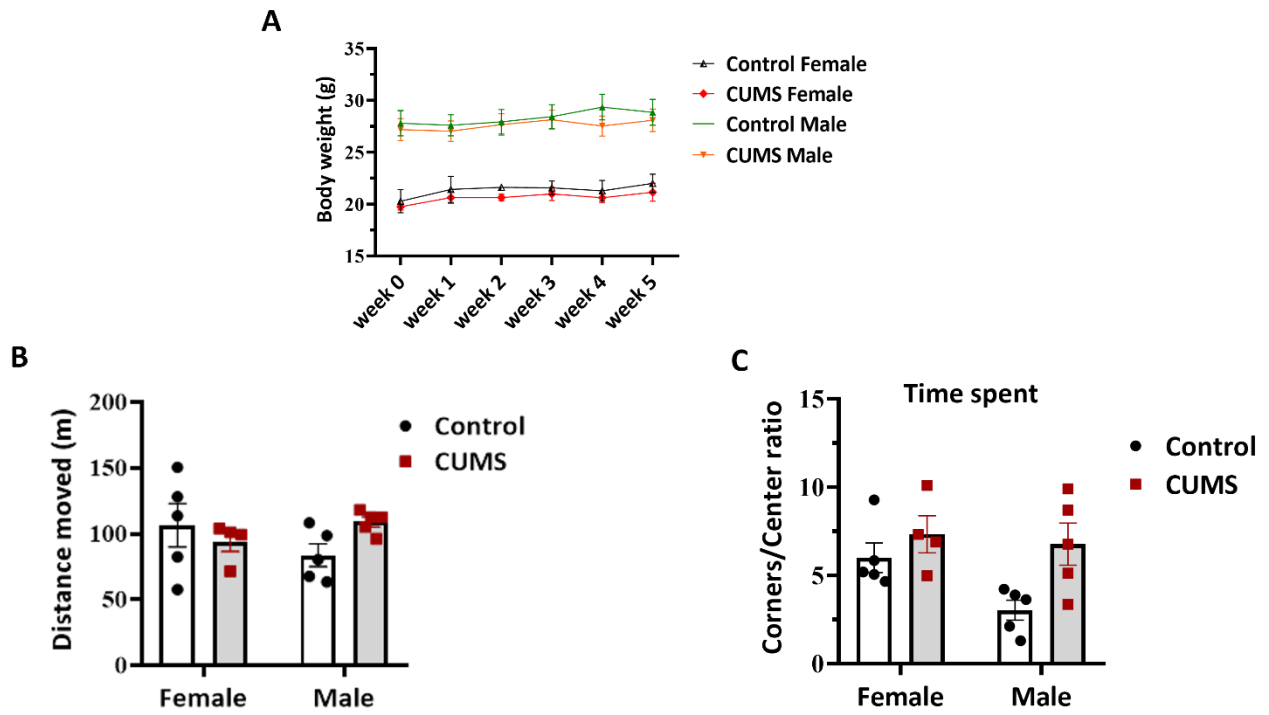 A
Body weight (g)
35
30
25
20
15
week 0
week 1
week 2
week 3
week 4
week 5
Control Female
CUMS Female
Control Male
CUMS Male
B
Distance moved (m)
200
150
100
50
0
Female
Male
Control
CUMS
C
Time spent
Corners/Center ratio
15
10
5
0
Female
Male
Control
CUMS